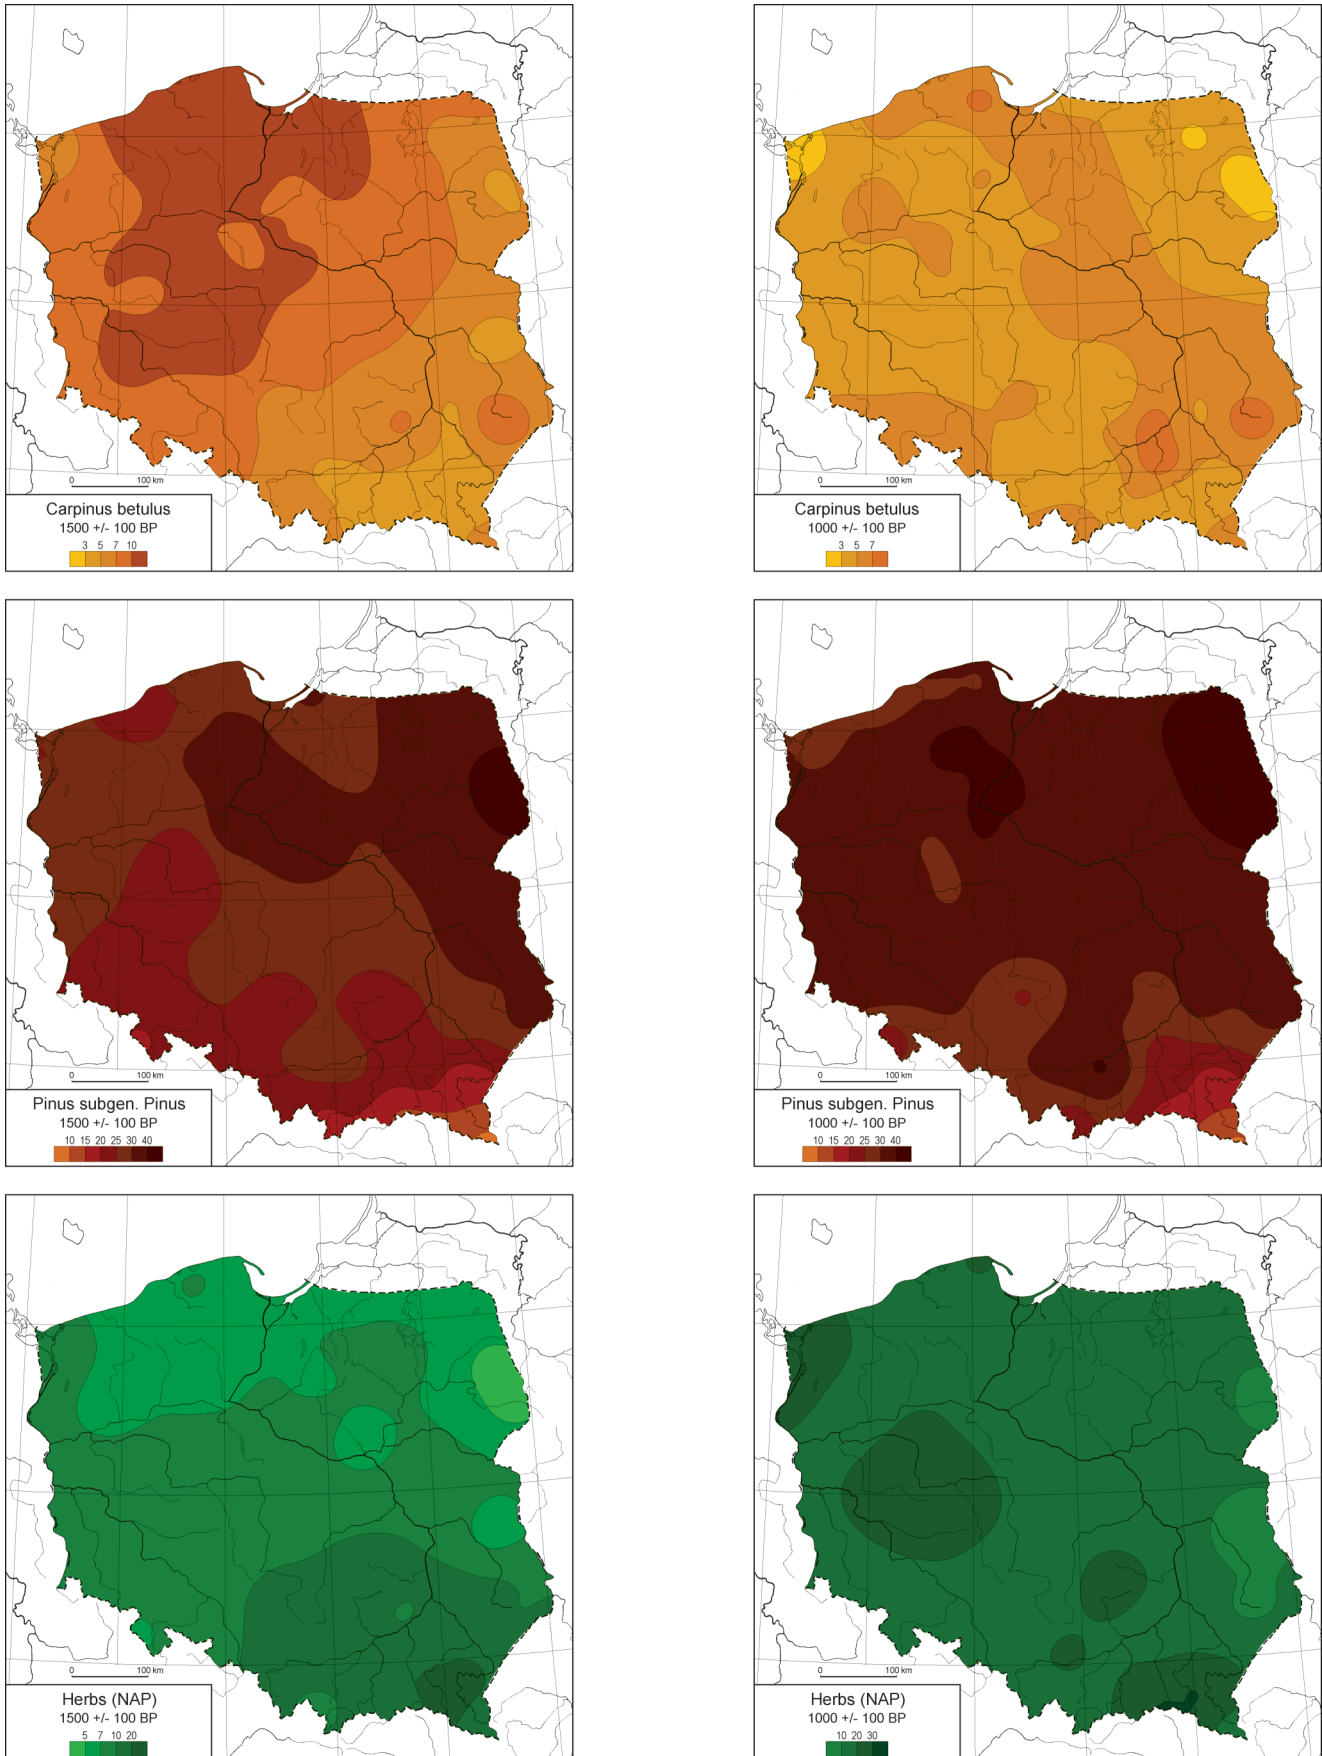 0 100 km
Carpinus betulus
1500 +/- 100 BP
3 5 7 10
0 100 km
Carpinus betulus
1000 +/- 100 BP
3 5 7
0 100 km
Pinus subgen. Pinus
1500 +/- 100 BP
10 15 20 25 30 40
0 100 km
Pinus subgen. Pinus
1000 +/- 100 BP
10 15 20 25 30 40
0 100 km
Herbs (NAP)
1500 +/- 100 BP
5 7 10 20
0 100 km
Herbs (NAP)
1000 +/- 100 BP
10 20 30